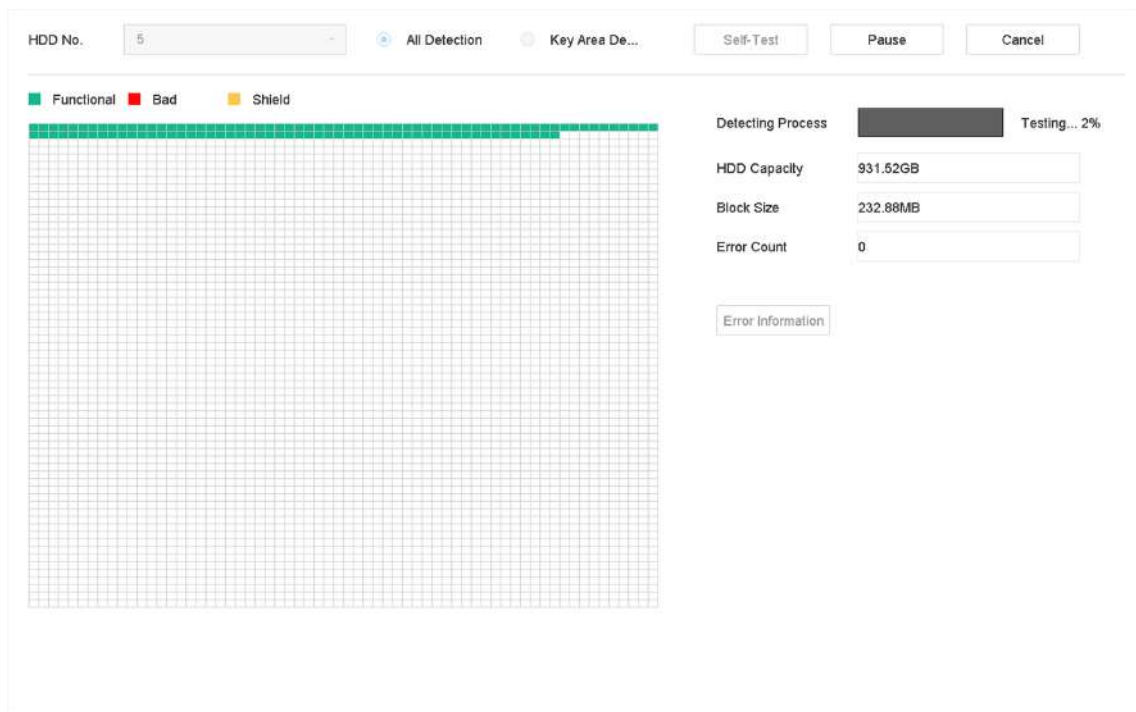 HDD No. 5 All Detection Key Area De... Self-Test Pause Cancel
Functional Bad Shield
Detecting Process Testing... 2%
HDD Capacity 931.52GB
Block Size 232.88MB
Error Count 0
Error Information